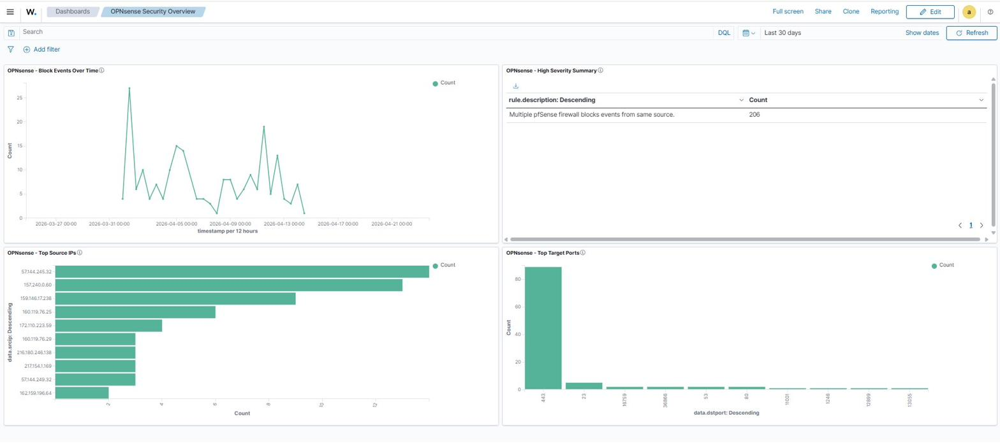 W.
Dashboards
OPNsense Security Overview
Full screen
Share
Clone
Reporting
Edit
a
Search
DQL
Last 30 days
Show dates
Refresh
Add filter
OPNsense - Block Events Over Time
Count
25
20
15
10
5
0
Count
2026-03-27 00:00
2026-03-31 00:00
2026-04-05 00:00
2026-04-09 00:00
2026-04-13 00:00
2026-04-17 00:00
2026-04-21 00:00
timestamp per 12 hours
OPNsense - High Severity Summary
rule.description: Descending
Count
Multiple pfSense firewall blocks events from same source.
206
1
OPNsense - Top Source IPs
Count
data.srcip: Descending
57.144.245.32
157.240.0.60
159.146.17.238
160.119.76.25
172.110.223.59
160.119.76.29
216.180.246.138
217.154.1.169
57.144.249.32
162.159.196.64
2
4
6
8
10
12
Count
OPNsense - Top Target Ports
Count
80
60
40
20
0
Count
443
23
16759
36866
53
80
11001
1246
12899
13055
data.dstport: Descending